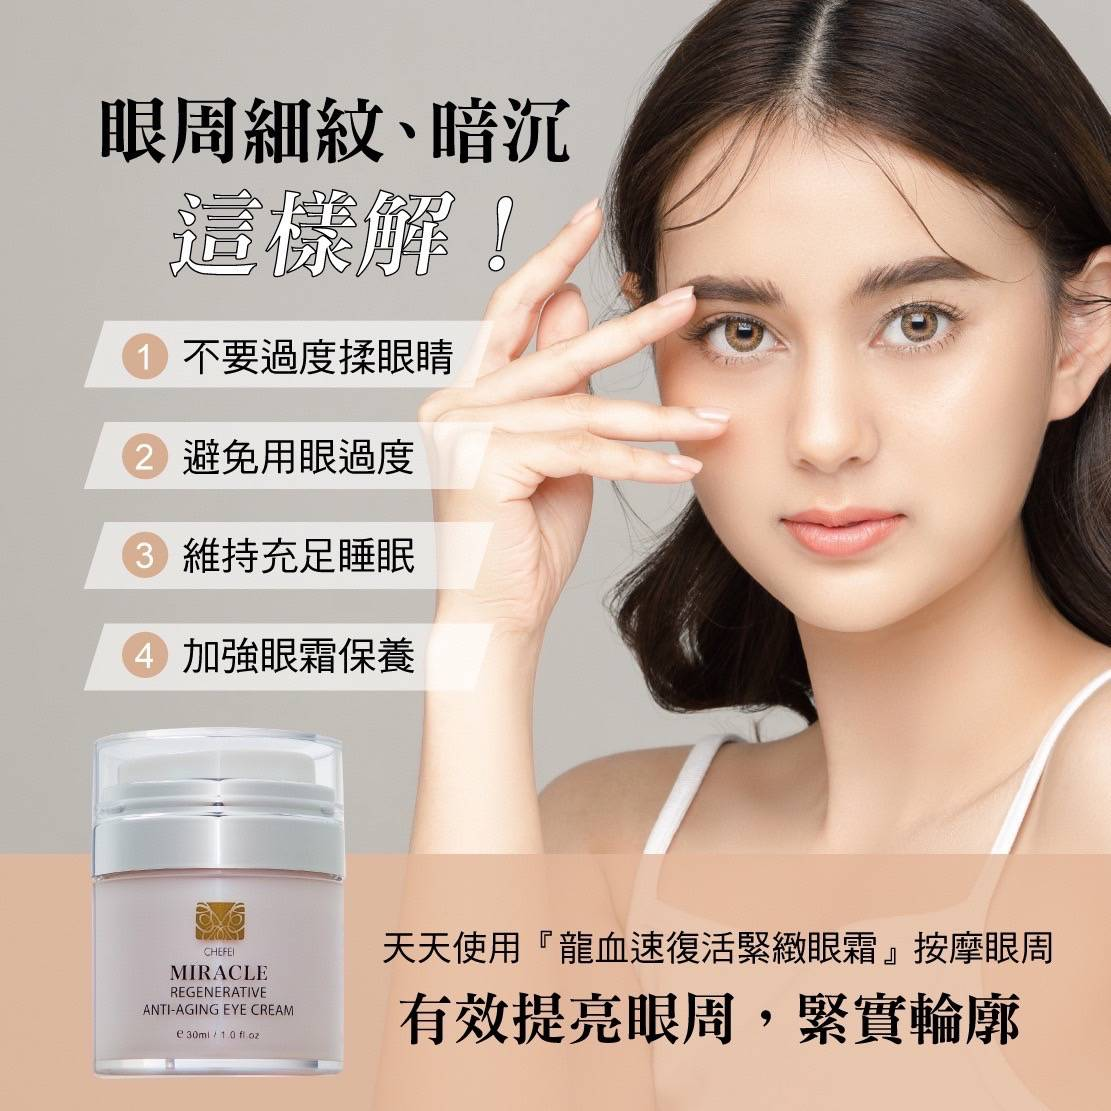 眼周細紋、暗沉
這樣解！
1 不要過度揉眼睛
2 避免用眼過度
3 維持充足睡眠
4 加強眼霜保養
CHEFEI
MIRACLE
REGENERATIVE
ANTI-AGING EYE CREAM
e 30ml / 1.0 fl.oz
天天使用『龍血速復活緊緻眼霜』按摩眼周
有效提亮眼周，緊實輪廓